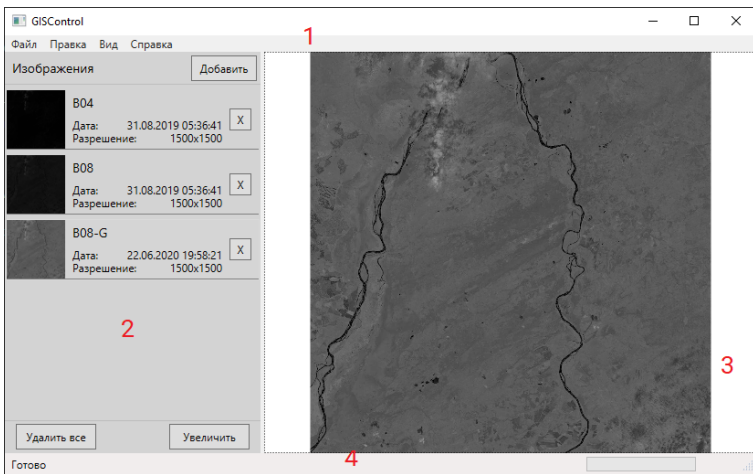 GISControl
1
Файл Правка Вид Справка
Изображения Добавить
B04
Дата: 31.08.2019 05:36:41
Разрешение: 1500x1500
X
B08
Дата: 31.08.2019 05:36:41
Разрешение: 1500x1500
X
B08-G
Дата: 22.06.2020 19:58:21
Разрешение: 1500x1500
X
2
3
Удалить все Увеличить
4
Готово